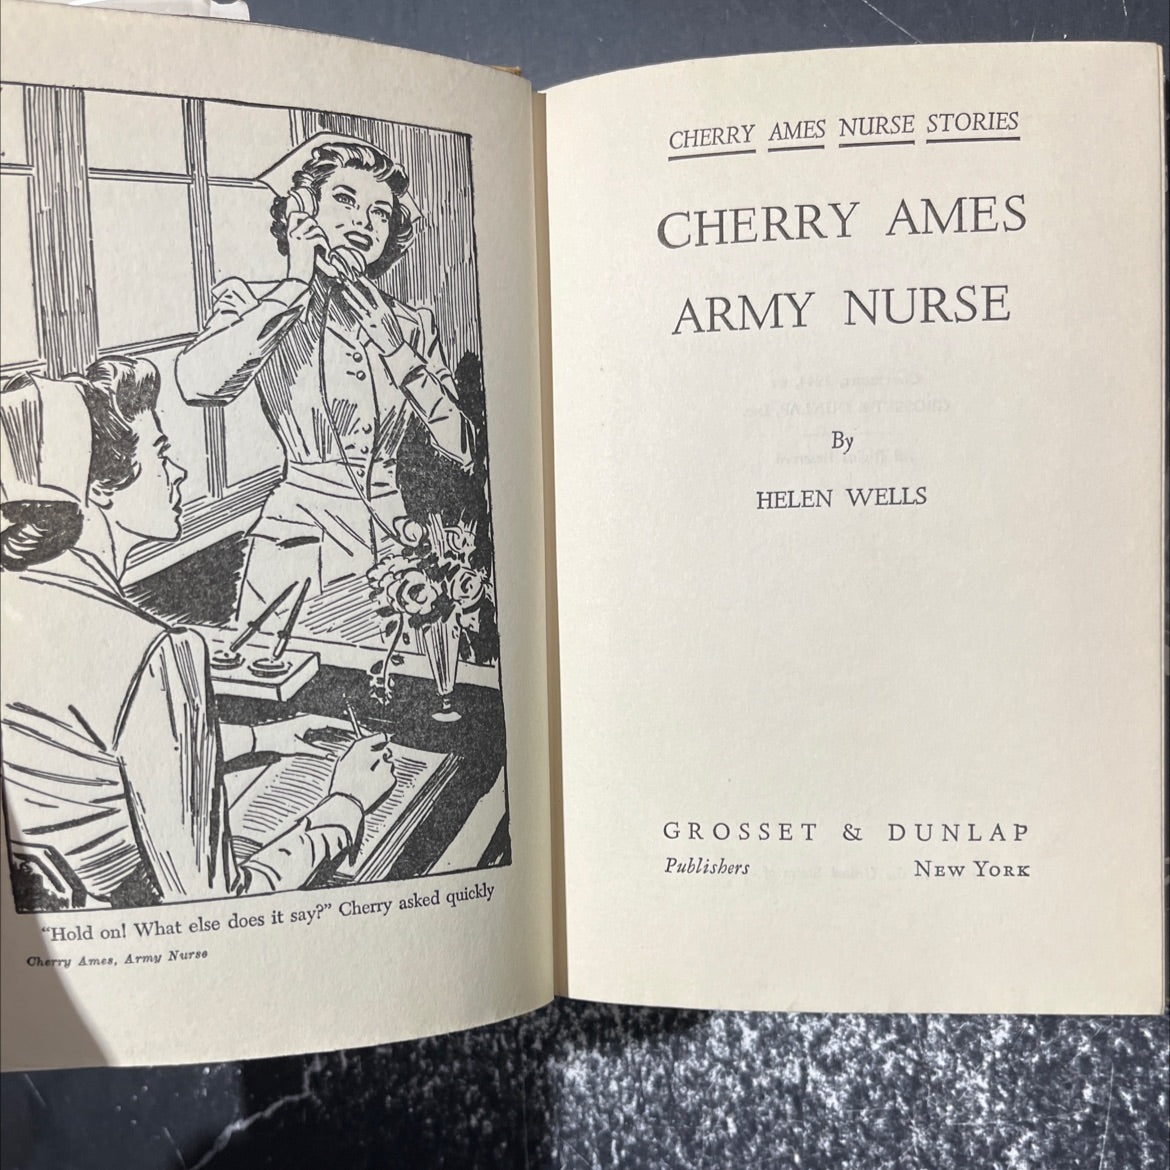 "Hold on! What else does it say?" Cherry asked quickly
Cherry Ames, Army Nurse
CHERRY AMES NURSE STORIES
CHERRY AMES
ARMY NURSE
By
HELEN WELLS
GROSSET & DUNLAP
Publishers New York